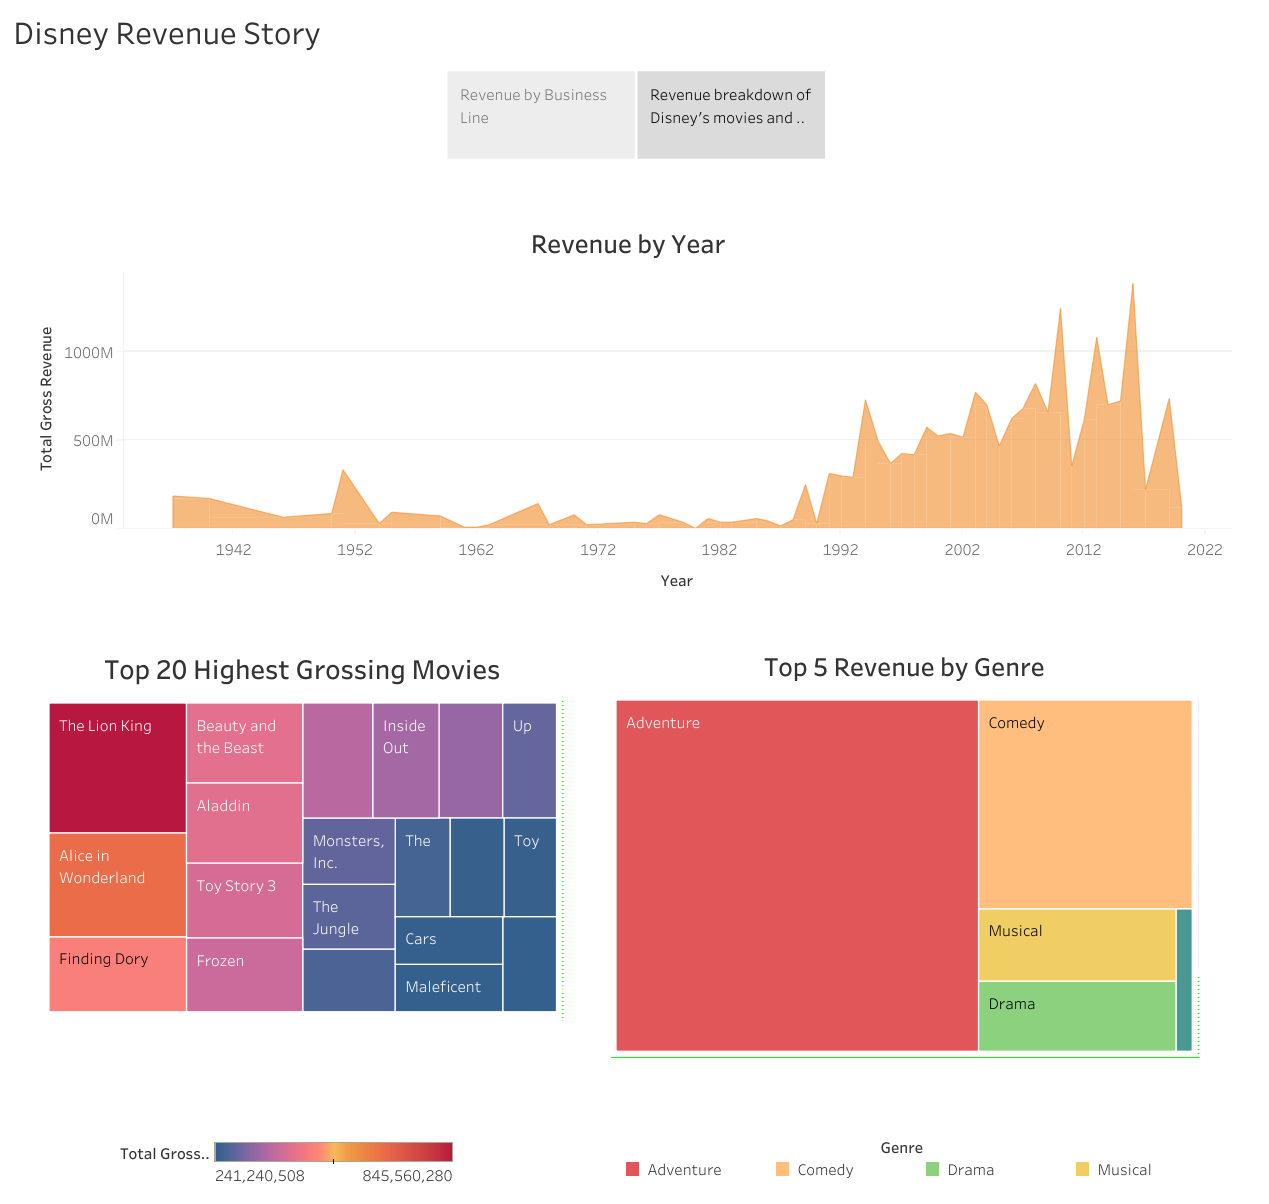 Disney Revenue Story
Revenue by Business
Line
Revenue breakdown of
Disney's movies and ..
Revenue by Year
Total Gross Revenue
1000M
500M
0M
1942 1952 1962 1972 1982 1992 2002 2012 2022
Year
Top 20 Highest Grossing Movies
The Lion King
Alice in
Wonderland
Finding Dory
Beauty and
the Beast
Aladdin
Toy Story 3
Frozen
Inside
Out
Up
Monsters,
Inc.
The
Jungle
The
Toy
Cars
Maleficent
Top 5 Revenue by Genre
Adventure
Comedy
Musical
Drama
Total Gross..
241,240,508 845,560,280
Genre
Adventure Comedy Drama Musical